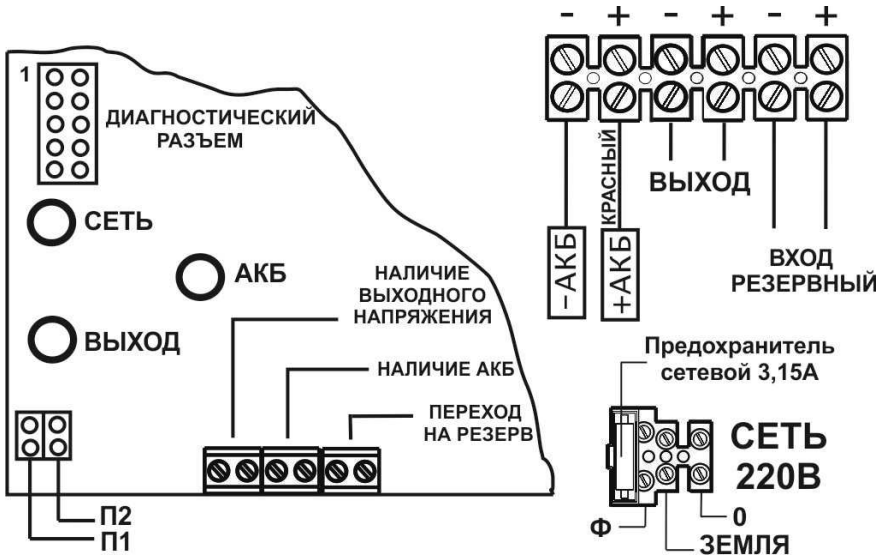 1
ДИАГНОСТИЧЕСКИЙ
РАЗЪЕМ
СЕТЬ
АКБ
ВЫХОД
НАЛИЧИЕ
ВЫХОДНОГО
НАПРЯЖЕНИЯ
НАЛИЧИЕ АКБ
ПЕРЕХОД
НА РЕЗЕРВ
П2
П1
- + - + - +
КРАСНЫЙ
-АКБ
+АКБ
ВЫХОД
ВХОД
РЕЗЕРВНЫЙ
Предохранитель
сетевой 3,15А
СЕТЬ
220В
Ф
0
ЗЕМЛЯ